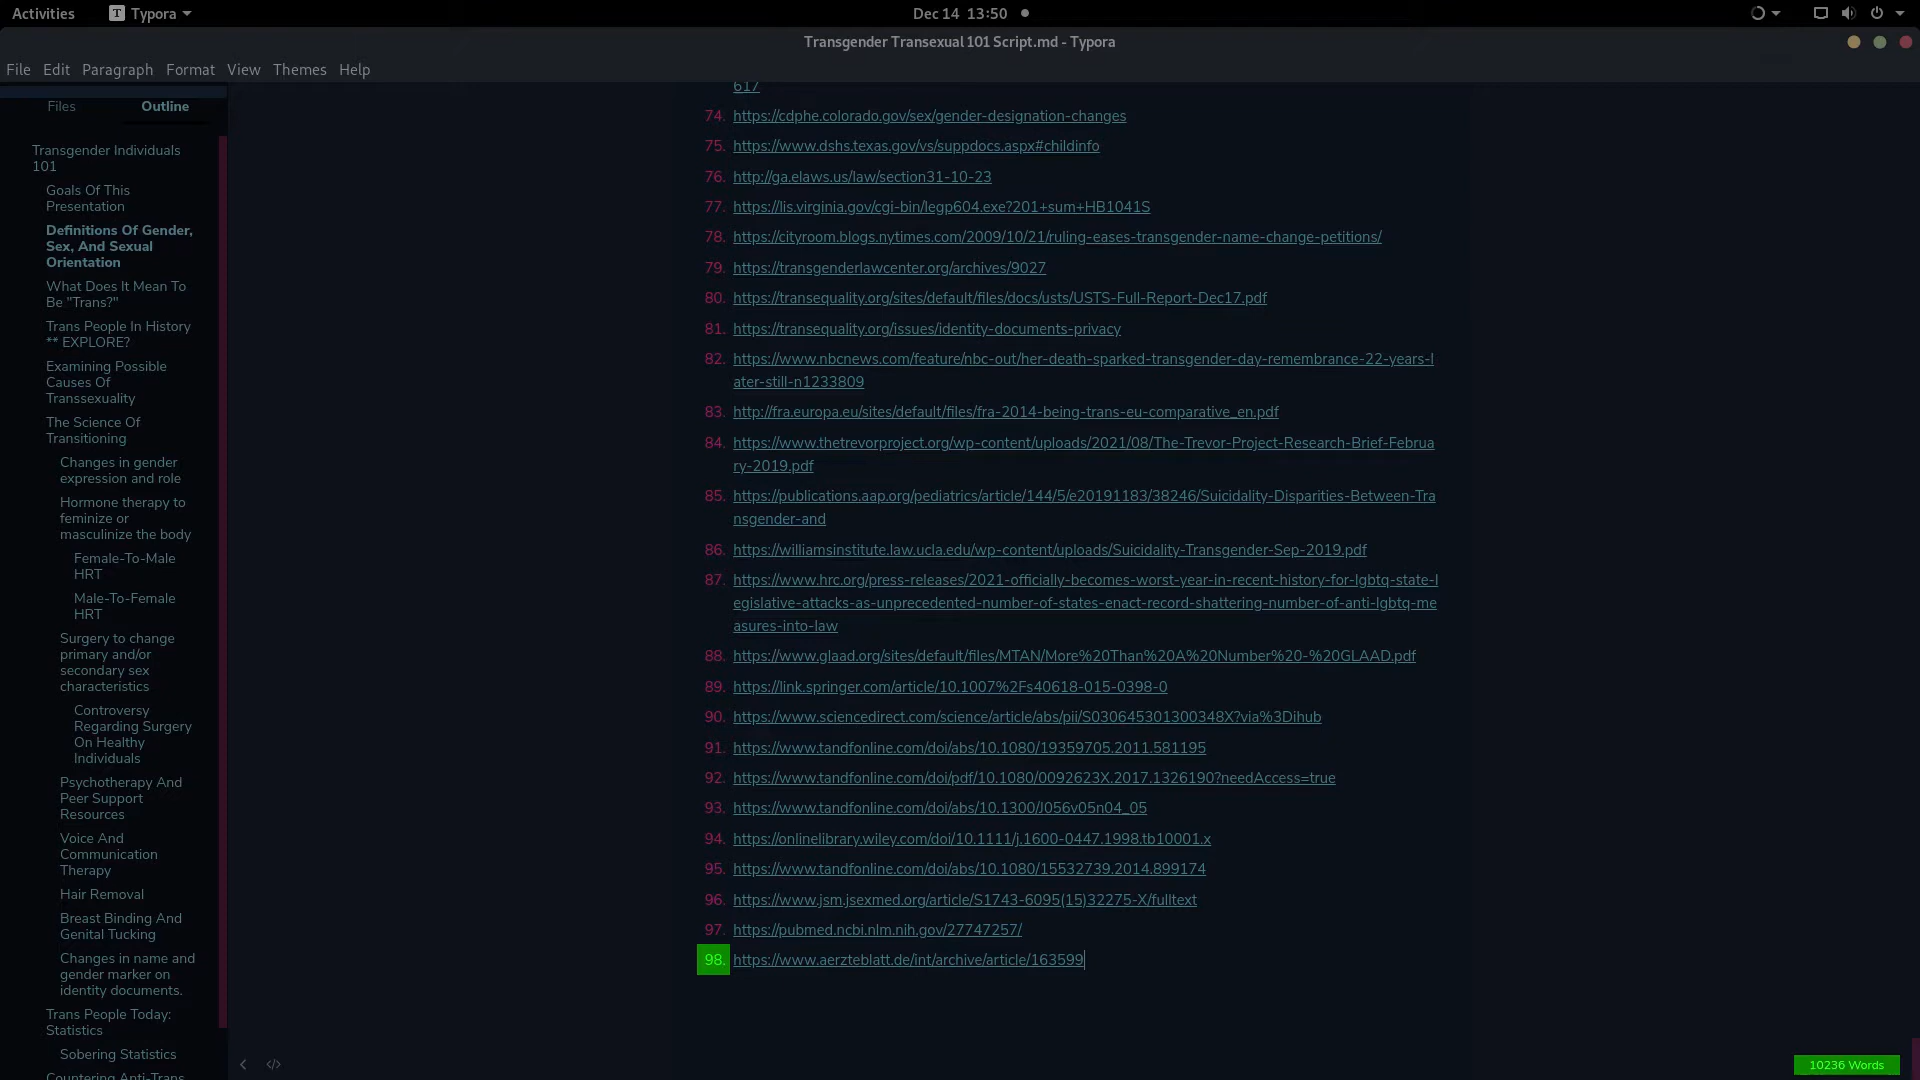 Activities
Typora
Dec 14 13:50
Transgender Transexual 101 Script.md - Typora
File Edit Paragraph Format View Themes Help
Files
Outline
Transgender Individuals
101
Goals Of This
Presentation
Definitions Of Gender,
Sex, And Sexual
Orientation
What Does It Mean To
Be "Trans?"
Trans People In History
** EXPLORE?
Examining Possible
Causes Of
Transsexuality
The Science Of
Transitioning
Changes in gender
expression and role
Hormone therapy to
feminize or
masculinize the body
Female-To-Male
HRT
Male-To-Female
HRT
Surgery to change
primary and/or
secondary sex
characteristics
Controversy
Regarding Surgery
On Healthy
Individuals
Psychotherapy And
Peer Support
Resources
Voice And
Communication
Therapy
Hair Removal
Breast Binding And
Genital Tucking
Changes in name and
gender marker on
identity documents.
Trans People Today:
Statistics
Sobering Statistics
Countering Anti-Trans
617
74. https://cdphe.colorado.gov/sex/gender-designation-changes
75. https://www.dshs.texas.gov/vs/suppdocs.aspx#childinfo
76. http://ga.elaws.us/law/section31-10-23
77. https://lis.virginia.gov/cgi-bin/legp604.exe?201+sum+HB1041S
78. https://cityroom.blogs.nytimes.com/2009/10/21/ruling-eases-transgender-name-change-petitions/
79. https://transgenderlawcenter.org/archives/9027
80. https://transequality.org/sites/default/files/docs/usts/USTS-Full-Report-Dec17.pdf
81. https://transequality.org/issues/identity-documents-privacy
82. https://www.nbcnews.com/feature/nbc-out/her-death-sparked-transgender-day-remembrance-22-years-l
ater-still-n1233809
83. http://fra.europa.eu/sites/default/files/fra-2014-being-trans-eu-comparative_en.pdf
84. https://www.thetrevorproject.org/wp-content/uploads/2021/08/The-Trevor-Project-Research-Brief-Februa
ry-2019.pdf
85. https://publications.aap.org/pediatrics/article/144/5/e20191183/38246/Suicidality-Disparities-Between-Tra
nsgender-and
86. https://williamsinstitute.law.ucla.edu/wp-content/uploads/Suicidality-Transgender-Sep-2019.pdf
87. https://www.hrc.org/press-releases/2021-officially-becomes-worst-year-in-recent-history-for-lgbtq-state-l
egislative-attacks-as-unprecedented-number-of-states-enact-record-shattering-number-of-anti-lgbtq-me
asures-into-law
88. https://www.glaad.org/sites/default/files/MTAN/More%20Than%20A%20Number%20-%20GLAAD.pdf
89. https://link.springer.com/article/10.1007%2Fs40618-015-0398-0
90. https://www.sciencedirect.com/science/article/abs/pii/S030645301300348X?via%3Dihub
91. https://www.tandfonline.com/doi/abs/10.1080/19359705.2011.581195
92. https://www.tandfonline.com/doi/pdf/10.1080/0092623X.2017.1326190?needAccess=true
93. https://www.tandfonline.com/doi/abs/10.1300/J056v05n04_05
94. https://onlinelibrary.wiley.com/doi/10.1111/j.1600-0447.1998.tb10001.x
95. https://www.tandfonline.com/doi/abs/10.1080/15532739.2014.899174
96. https://www.jsm.jsexmed.org/article/S1743-6095(15)32275-X/fulltext
97. https://pubmed.ncbi.nlm.nih.gov/27747257/
98. https://www.aerzteblatt.de/int/archive/article/163599
10236 Words